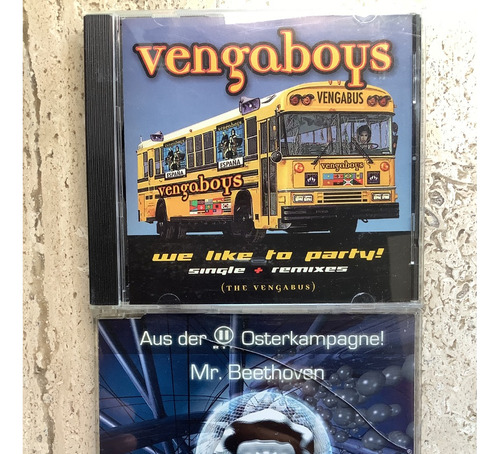 vengaboys
VENGABUS
ESPAÑA
ESPAÑA
vengaboys
vengaboys
we like to party!
single + remixes
(THE VENGABUS)
Aus der II Osterkampagne!
Mr. Beethoven